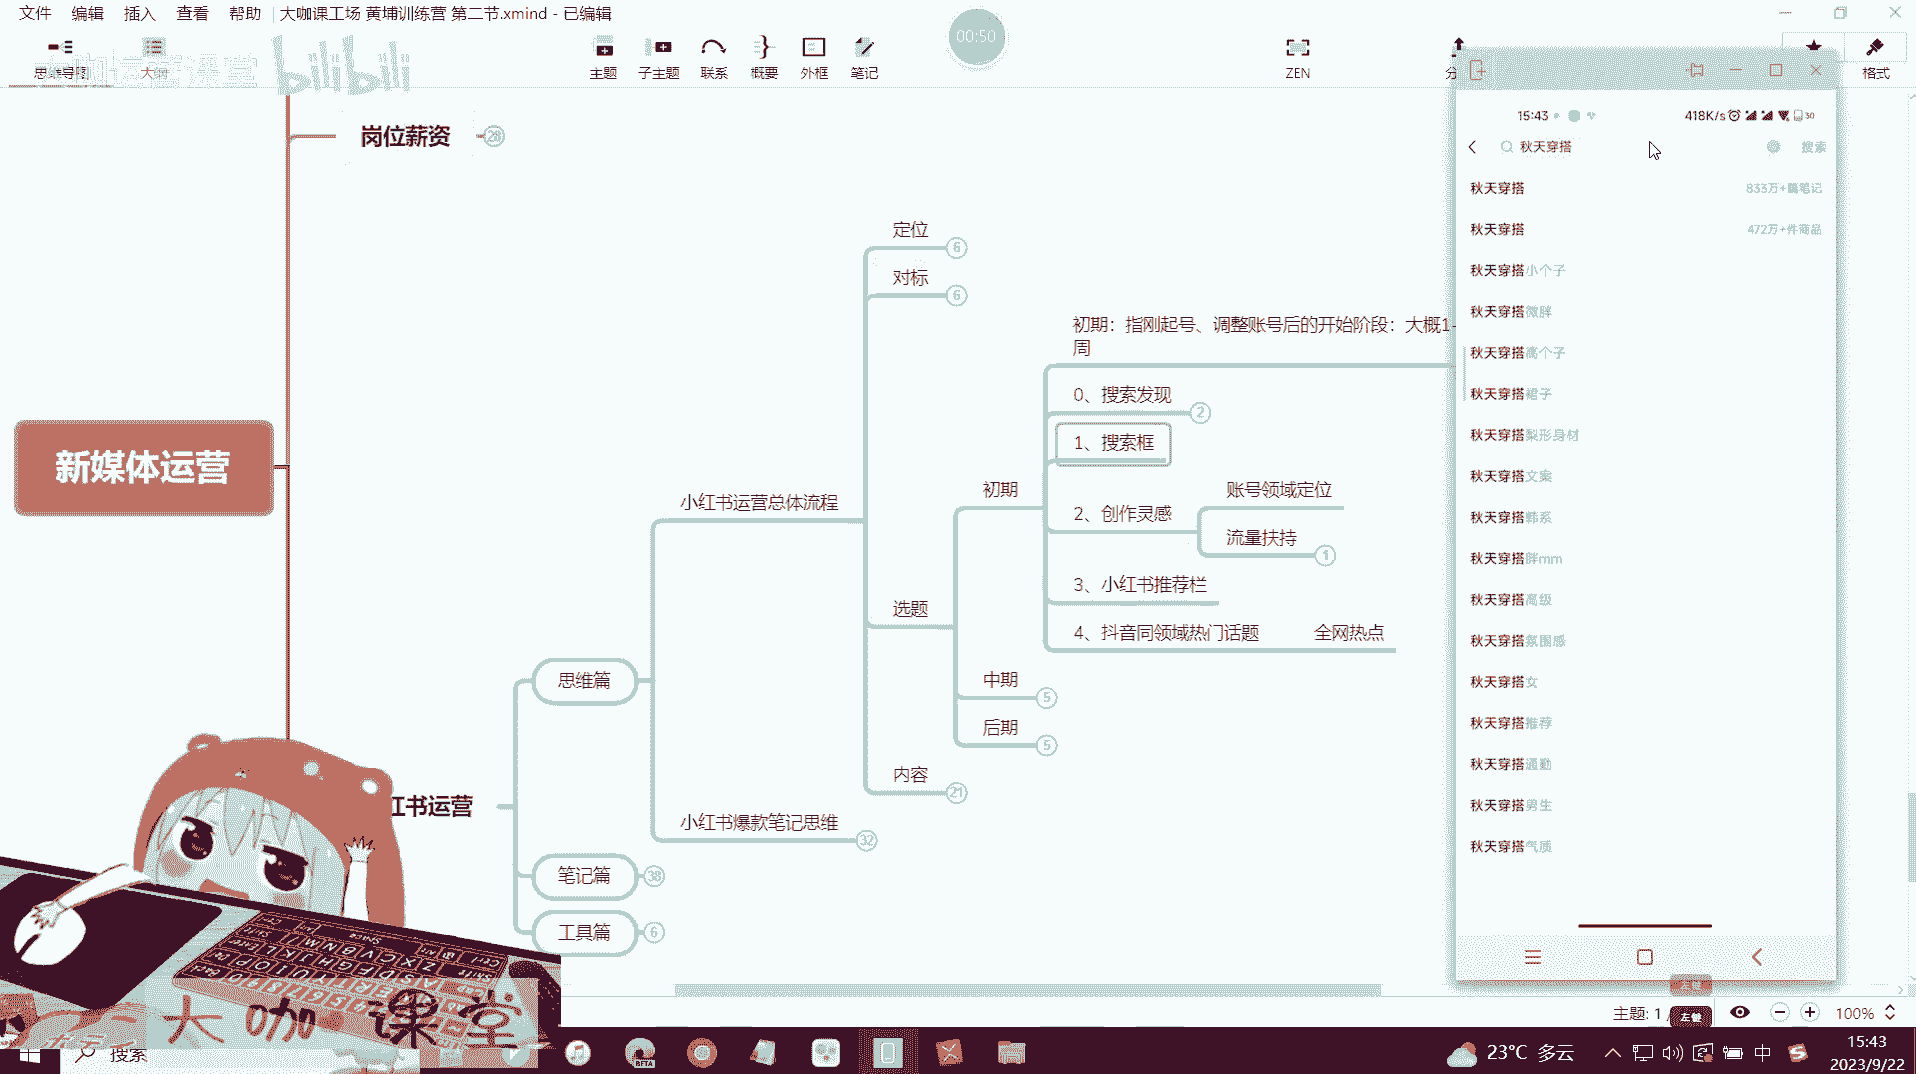 文件 编辑 插入 查看 帮助 大咖课工场 黄埔训练营 第二节.xmind - 已编辑
思维导图 大纲 主题 子主题 联系 概要 外框 笔记 ZEN 格式
bilibili
00:50
岗位薪资 28
新媒体运营
思维篇
笔记篇 38
工具篇 6
红书运营
小红书运营总体流程
小红书爆款笔记思维 32
定位 6
对标 6
选题
内容 21
初期
中期 5
后期 5
初期：指刚起号、调整账号后的开始阶段：大概1-
周
0、搜索发现 2
1、搜索框
2、创作灵感
账号领域定位
流量扶持 1
3、小红书推荐栏
4、抖音同领域热门话题 全网热点
15:43 418K/s 30
秋天穿搭 搜索
秋天穿搭 833万+篇笔记
秋天穿搭 472万+件商品
秋天穿搭小个子
秋天穿搭微胖
秋天穿搭高个子
秋天穿搭裙子
秋天穿搭梨形身材
秋天穿搭文案
秋天穿搭韩系
秋天穿搭胖mm
秋天穿搭高级
秋天穿搭氛围感
秋天穿搭女
秋天穿搭推荐
秋天穿搭通勤
秋天穿搭男生
秋天穿搭气质
大咖课堂
主题: 1 / 左键 100%
搜索 BETA 23°C 多云 中 15:43
2023/9/22